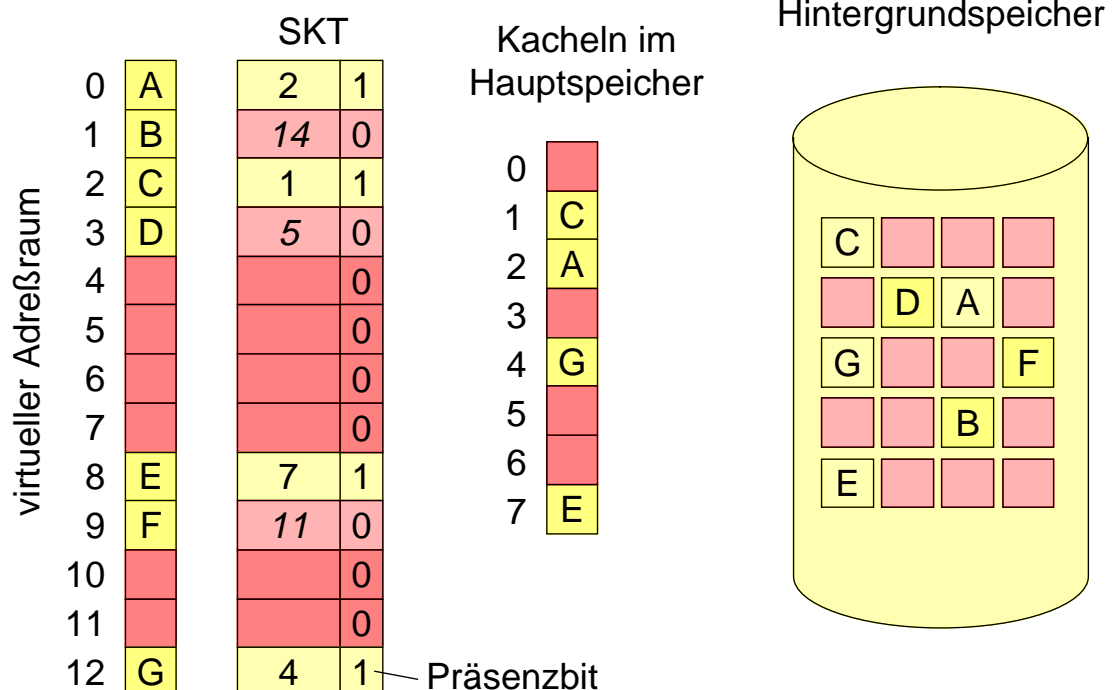 Hintergrundspeicher
SKT
Kacheln im
Hauptspeicher
virtueller Adreßraum
0 A 2 1
1 B 14 0
2 C 1 1
3 D 5 0
4 0
5 0
6 0
7 0
8 E 7 1
9 F 11 0
10 0
11 0
12 G 4 1
Präsenzbit
0
1 C
2 A
3
4 G
5
6
7 E
C
D A
G F
B
E